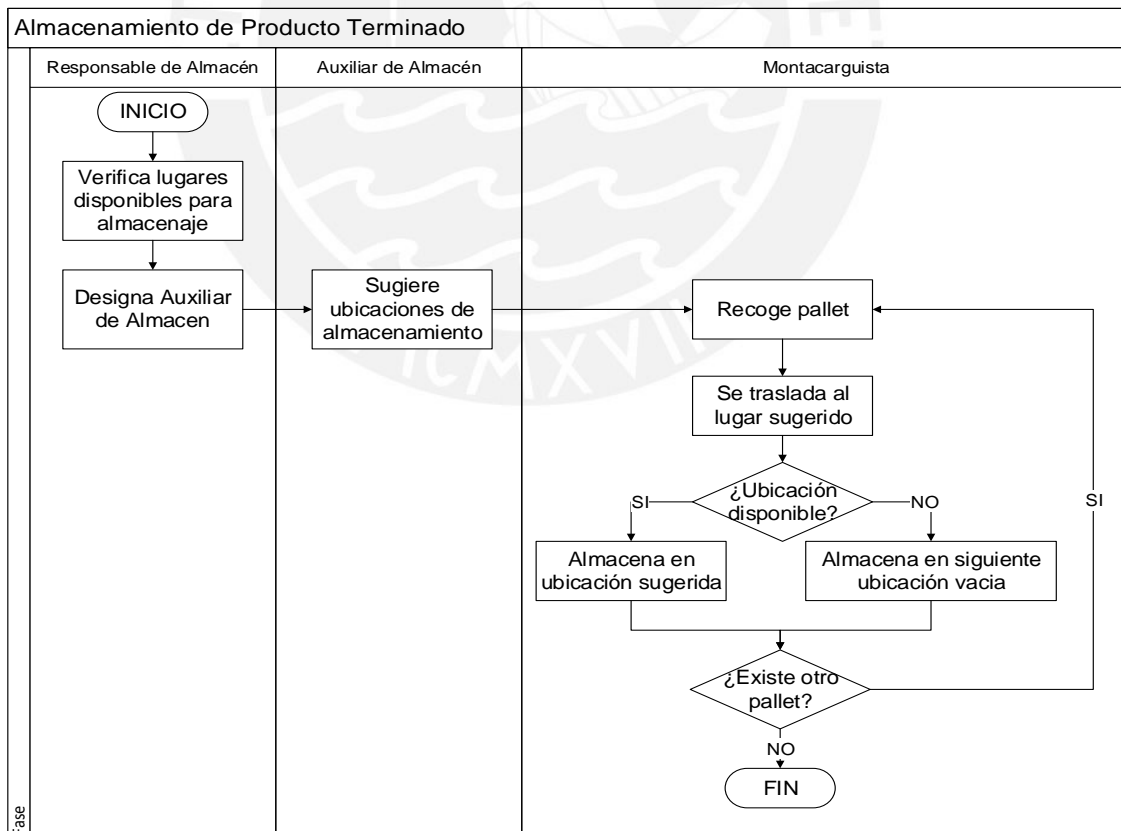 Almacenamiento de Producto Terminado
Responsable de Almacén
Auxiliar de Almacén
Montacarguista
INICIO
Verifica lugares
disponibles para
almacenaje
Designa Auxiliar
de Almacen
Sugiere
ubicaciones de
almacenamiento
Recoge pallet
Se traslada al
lugar sugerido
¿Ubicación
disponible?
SI
NO
SI
Almacena en
ubicación sugerida
Almacena en siguiente
ubicación vacia
¿Existe otro
pallet?
NO
FIN
Fase